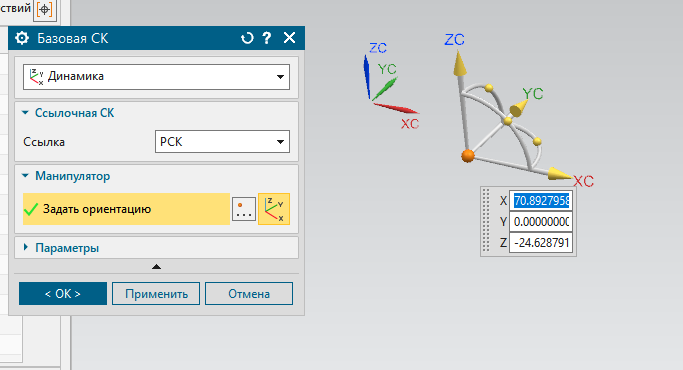 ствий
Базовая СК
Динамика
Ссылочная СК
Ссылка
РСК
Манипулятор
Задать ориентацию
Параметры
< OK >
Применить
Отмена
ZC
YC
XC
ZC
YC
XC
X 70.8927958
Y 0.00000000
Z -24.628791